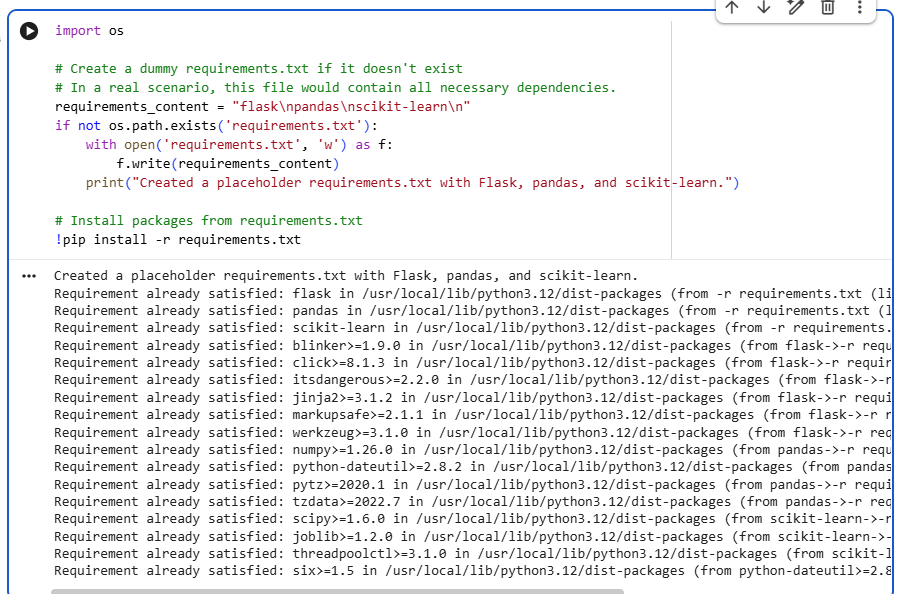 import os

# Create a dummy requirements.txt if it doesn't exist
# In a real scenario, this file would contain all necessary dependencies.
requirements_content = "flask\npandas\nscikit-learn\n"
if not os.path.exists('requirements.txt'):
    with open('requirements.txt', 'w') as f:
        f.write(requirements_content)
    print("Created a placeholder requirements.txt with Flask, pandas, and scikit-learn.")

# Install packages from requirements.txt
!pip install -r requirements.txt

Created a placeholder requirements.txt with Flask, pandas, and scikit-learn.
Requirement already satisfied: flask in /usr/local/lib/python3.12/dist-packages (from -r requirements.txt (li
Requirement already satisfied: pandas in /usr/local/lib/python3.12/dist-packages (from -r requirements.txt (l
Requirement already satisfied: scikit-learn in /usr/local/lib/python3.12/dist-packages (from -r requirements.
Requirement already satisfied: blinker>=1.9.0 in /usr/local/lib/python3.12/dist-packages (from flask->-r requ
Requirement already satisfied: click>=8.1.3 in /usr/local/lib/python3.12/dist-packages (from flask->-r requir
Requirement already satisfied: itsdangerous>=2.2.0 in /usr/local/lib/python3.12/dist-packages (from flask->-r
Requirement already satisfied: jinja2>=3.1.2 in /usr/local/lib/python3.12/dist-packages (from flask->-r requi
Requirement already satisfied: markupsafe>=2.1.1 in /usr/local/lib/python3.12/dist-packages (from flask->-r r
Requirement already satisfied: werkzeug>=3.1.0 in /usr/local/lib/python3.12/dist-packages (from flask->-r req
Requirement already satisfied: numpy>=1.26.0 in /usr/local/lib/python3.12/dist-packages (from pandas->-r requ
Requirement already satisfied: python-dateutil>=2.8.2 in /usr/local/lib/python3.12/dist-packages (from pandas
Requirement already satisfied: pytz>=2020.1 in /usr/local/lib/python3.12/dist-packages (from pandas->-r requi
Requirement already satisfied: tzdata>=2022.7 in /usr/local/lib/python3.12/dist-packages (from pandas->-r req
Requirement already satisfied: scipy>=1.6.0 in /usr/local/lib/python3.12/dist-packages (from scikit-learn->-r
Requirement already satisfied: joblib>=1.2.0 in /usr/local/lib/python3.12/dist-packages (from scikit-learn->-
Requirement already satisfied: threadpoolctl>=3.1.0 in /usr/local/lib/python3.12/dist-packages (from scikit-l
Requirement already satisfied: six>=1.5 in /usr/local/lib/python3.12/dist-packages (from python-dateutil>=2.8